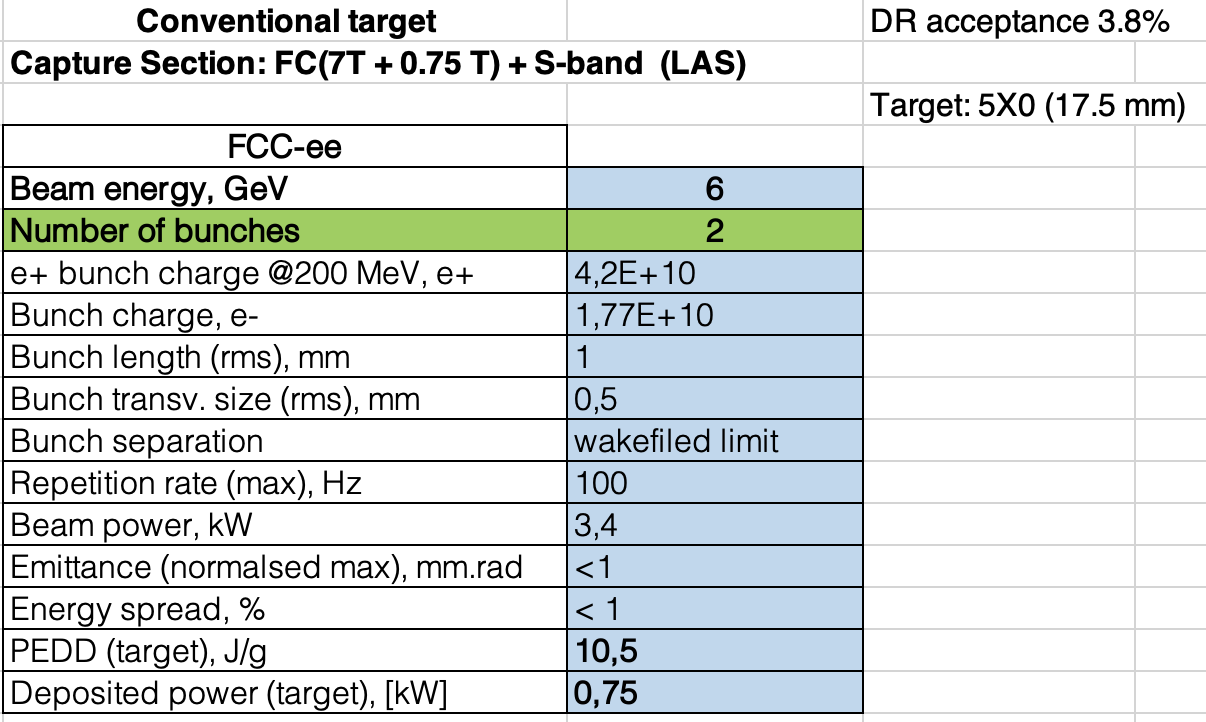 Conventional target DR acceptance 3.8%
Capture Section: FC(7T + 0.75 T) + S-band (LAS)
Target: 5X0 (17.5 mm)
FCC-ee
Beam energy, GeV 6
Number of bunches 2
e+ bunch charge @200 MeV, e+ 4,2E+10
Bunch charge, e- 1,77E+10
Bunch length (rms), mm 1
Bunch transv. size (rms), mm 0,5
Bunch separation wakefiled limit
Repetition rate (max), Hz 100
Beam power, kW 3,4
Emittance (normalsed max), mm.rad <1
Energy spread, % < 1
PEDD (target), J/g 10,5
Deposited power (target), [kW] 0,75